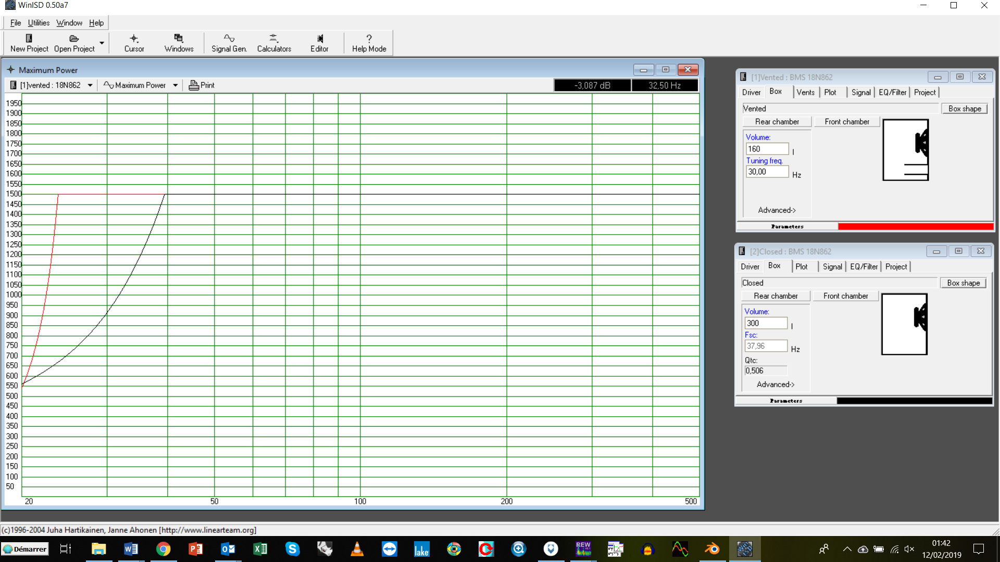 WinISD 0.50a7
File Utilities Window Help
New Project Open Project Cursor Windows Signal Gen. Calculators Editor ? Help Mode
Maximum Power
[1]vented : 18N862 Maximum Power Print -3,087 dB 32,50 Hz
1950
1900
1850
1800
1750
1700
1650
1600
1550
1500
1450
1400
1350
1300
1250
1200
1150
1100
1050
1000
950
900
850
800
750
700
650
600
550
500
450
400
350
300
250
200
150
100
50
20 50 100 200 500
[1]Vented : BMS 18N862
Driver Box Vents Plot Signal EQ/Filter Project
Vented Box shape
Rear chamber Front chamber
Volume:
160 l
Tuning freq.
30,00 Hz
Advanced->
Parameters
[2]Closed : BMS 18N862
Driver Box Plot Signal EQ/Filter Project
Closed Box shape
Rear chamber Front chamber
Volume:
300 l
Fsc:
37,96 Hz
Qtc:
0,506
Advanced->
Parameters
(c)1996-2004 Juha Hartikainen, Janne Ahonen [http://www.linearteam.org]
Démarrer
lake
REW
01:42
12/02/2019